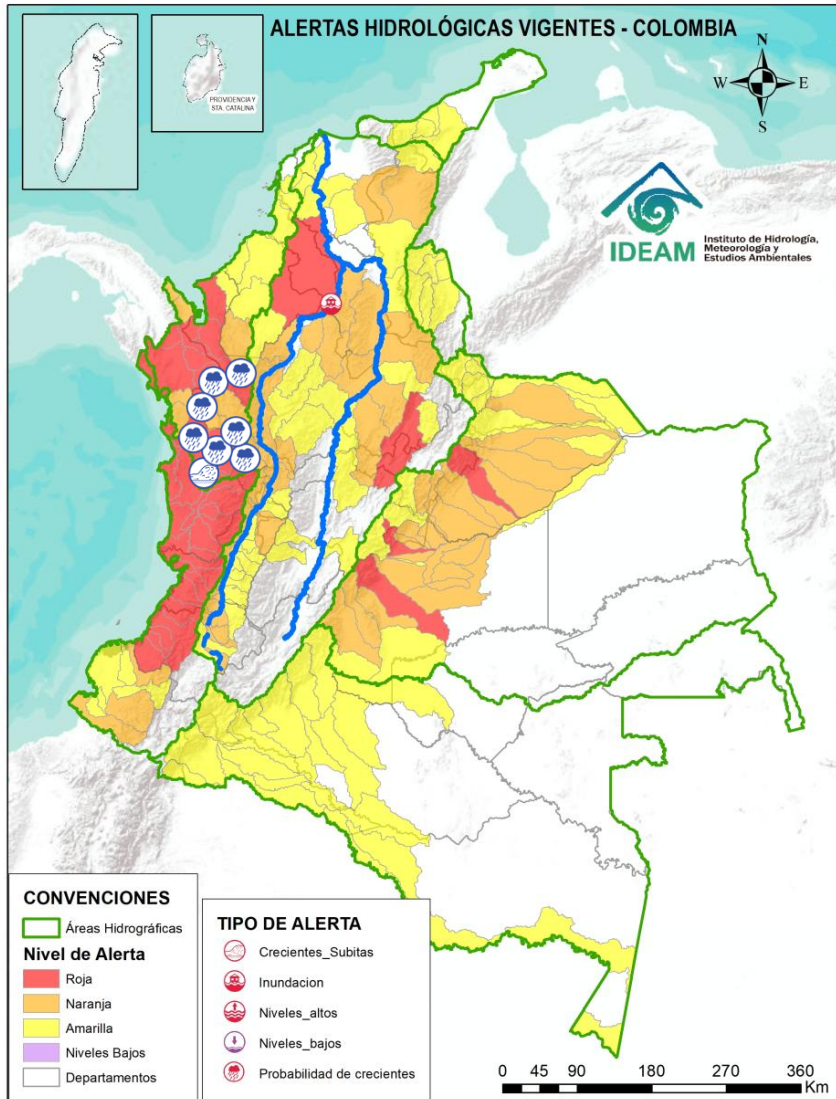 ALERTAS HIDROLÓGICAS VIGENTES - COLOMBIA
PROVIDENCIA Y
STA. CATALINA
N
W
E
S
IDEAM
Instituto de Hidrología,
Meteorología y
Estudios Ambientales
CONVENCIONES
Áreas Hidrográficas
Nivel de Alerta
Roja
Naranja
Amarilla
Niveles Bajos
Departamentos
TIPO DE ALERTA
Crecientes_Subitas
Inundacion
Niveles_altos
Niveles_bajos
Probabilidad de crecientes
0 45 90 180 270 360
Km